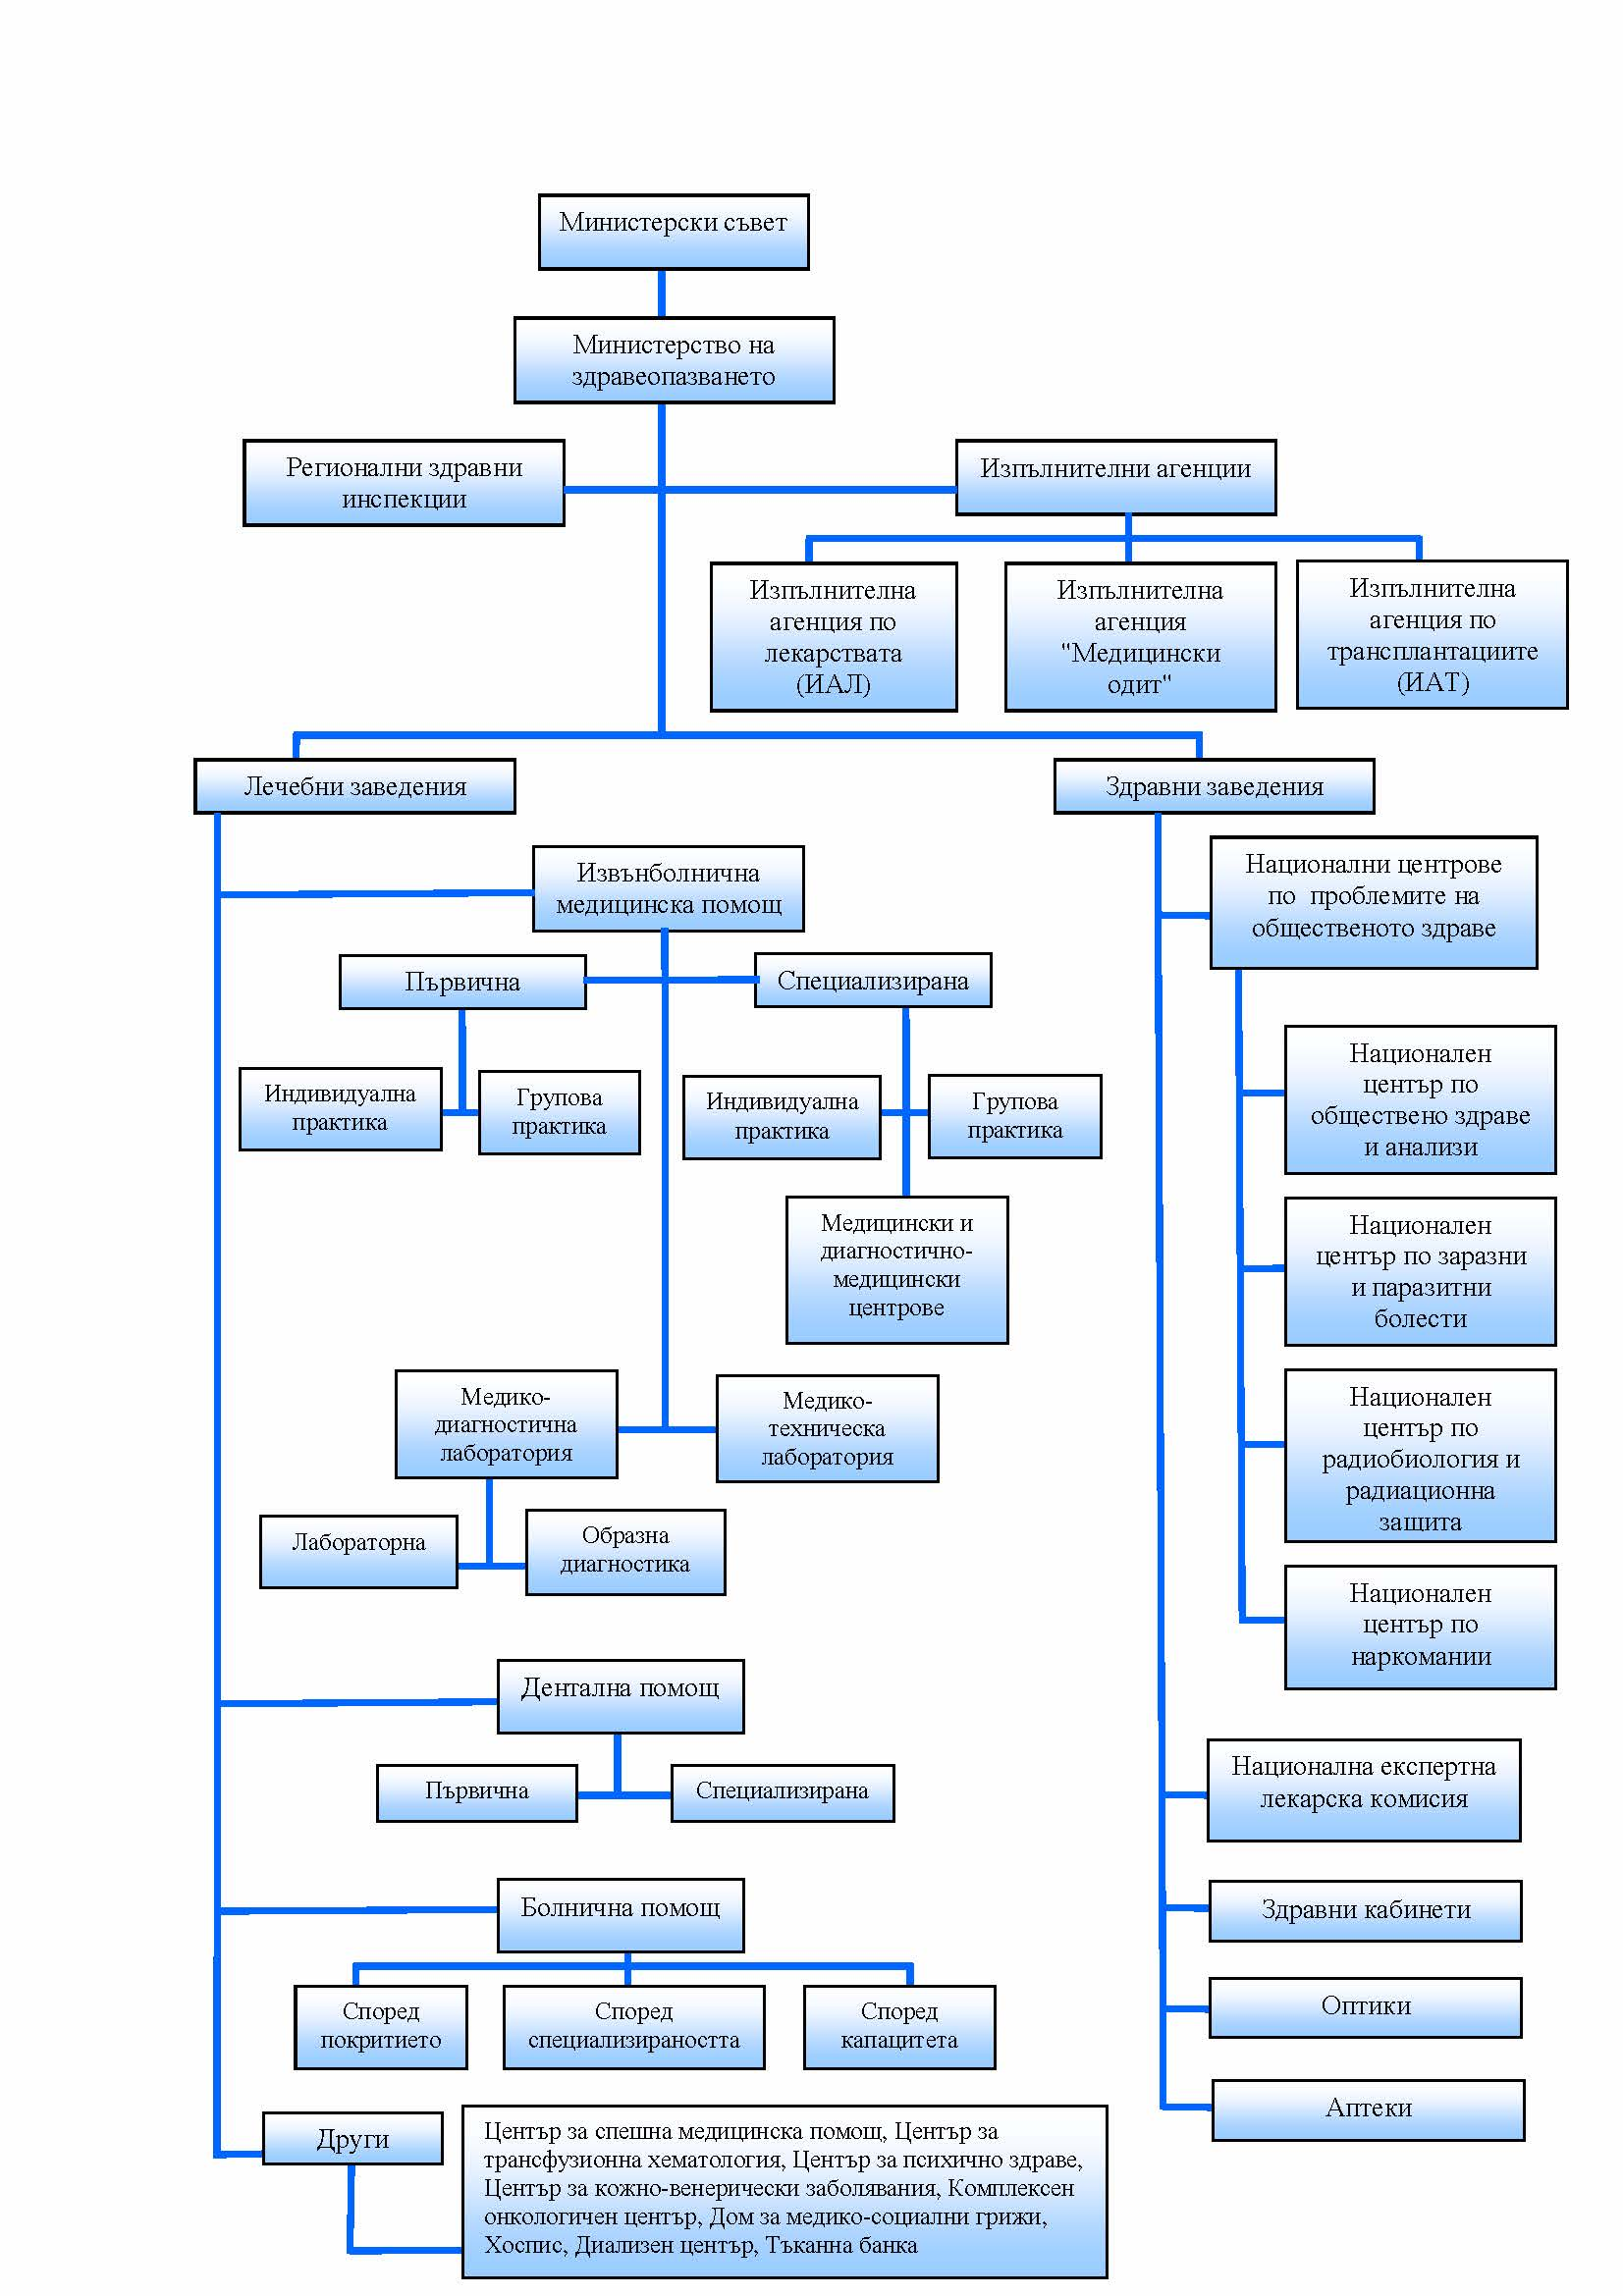 Министерски съвет
Министерство на
здравеопазването
Регионални здравни
инспекции
Изпълнителни агенции
Изпълнителна
агенция по
лекарствата
(ИАЛ)
Изпълнителна
агенция
"Медицински
одит"
Изпълнителна
агенция по
трансплантациите
(ИАТ)
Лечебни заведения
Здравни заведения
Извънболнична
медицинска помощ
Първична
Специализирана
Индивидуална
практика
Групова
практика
Индивидуална
практика
Групова
практика
Медицински и
диагностично-
медицински
центрове
Медико-
диагностична
лаборатория
Медико-
техническа
лаборатория
Лабораторна
Образна
диагностика
Дентална помощ
Първична
Специализирана
Болнична помощ
Според
покритието
Според
специализираността
Според
капацитета
Други
Център за спешна медицинска помощ, Център за
трансфузионна хематология, Център за психично здраве,
Център за кожно-венерически заболявания, Комплексен
онкологичен център, Дом за медико-социални грижи,
Хоспис, Диализен център, Тъканна банка
Национални центрове
по проблемите на
общественото здраве
Национален
център по
обществено здраве
и анализи
Национален
център по заразни
и паразитни
болести
Национален
център по
радиобиология и
радиационна
защита
Национален
център по
наркомании
Национална експертна
лекарска комисия
Здравни кабинети
Оптики
Аптеки